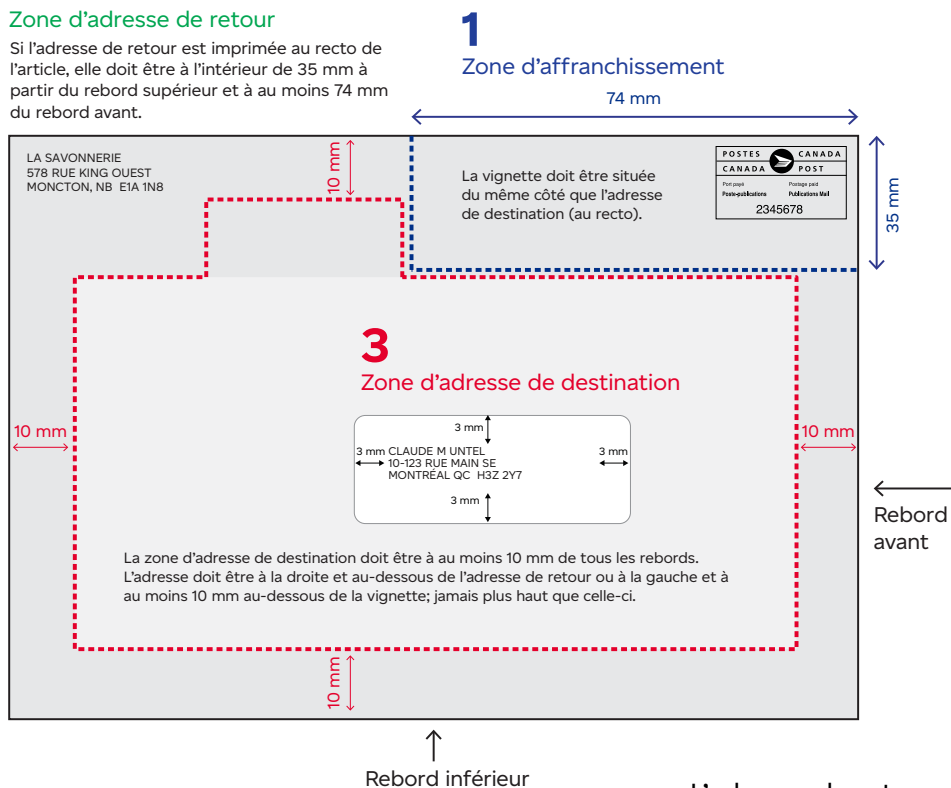 Zone d'adresse de retour
Si l'adresse de retour est imprimée au recto de
l'article, elle doit être à l'intérieur de 35 mm à
partir du rebord supérieur et à au moins 74 mm
du rebord avant.
1
Zone d'affranchissement
74 mm
LA SAVONNERIE
578 RUE KING OUEST
MONCTON, NB E1A 1N8
10 mm
La vignette doit être située
du même côté que l'adresse
de destination (au recto).
POSTES CANADA
CANADA POST
Port payé Postage paid
Poste-publications Publications Mail
2345678
35 mm
3
Zone d'adresse de destination
10 mm
10 mm
3 mm
3 mm
CLAUDE M UNTEL
10-123 RUE MAIN SE
MONTRÉAL QC H3Z 2Y7
3 mm
3 mm
Rebord
avant
La zone d'adresse de destination doit être à au moins 10 mm de tous les rebords.
L'adresse doit être à la droite et au-dessous de l'adresse de retour ou à la gauche et à
au moins 10 mm au-dessous de la vignette; jamais plus haut que celle-ci.
10 mm
Rebord inférieur